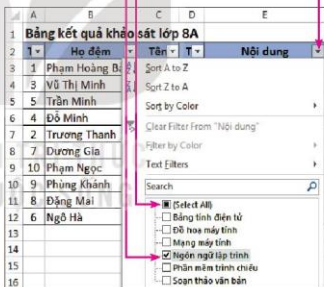 A B C D E
1 Bảng kết quả khảo sát lớp 8A
2 T Họ đệm Tên T Nội dung
3 1 Phạm Hoàng
4 3 Vũ Thị Minh
5 5 Trần Minh
6 4 Đỗ Minh
7 2 Trương Thanh
8 7 Dương Gia
9 10 Phạm Ngọc
10 9 Phùng Khánh
11 8 Đặng Mai
12 6 Ngô Hà
13
14
15
16
Sort A to Z
Sort Z to A
Sort by Color
Clear Filter From "Nội dung"
Filter by Color
Text Filters
Search
(Select All)
Bảng tính điện tử
Đồ hoạ máy tính
Mạng máy tính
Ngôn ngữ lập trình
Phần mềm trình chiếu
Soạn thảo văn bản